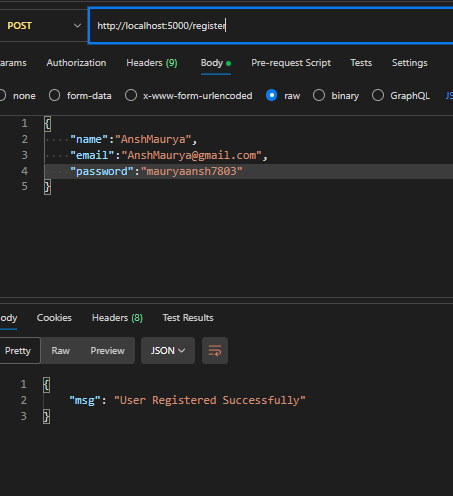 POST http://localhost:5000/register
arams Authorization Headers (9) Body Pre-request Script Tests Settings
none form-data x-www-form-urlencoded raw binary GraphQL JS
1 {
2 "name":"AnshMaurya",
3 "email":"AnshMaurya@gmail.com",
4 "password":"mauryaansh7803"
5 }
ody Cookies Headers (8) Test Results
Pretty Raw Preview JSON
1 {
2 "msg": "User Registered Successfully"
3 }